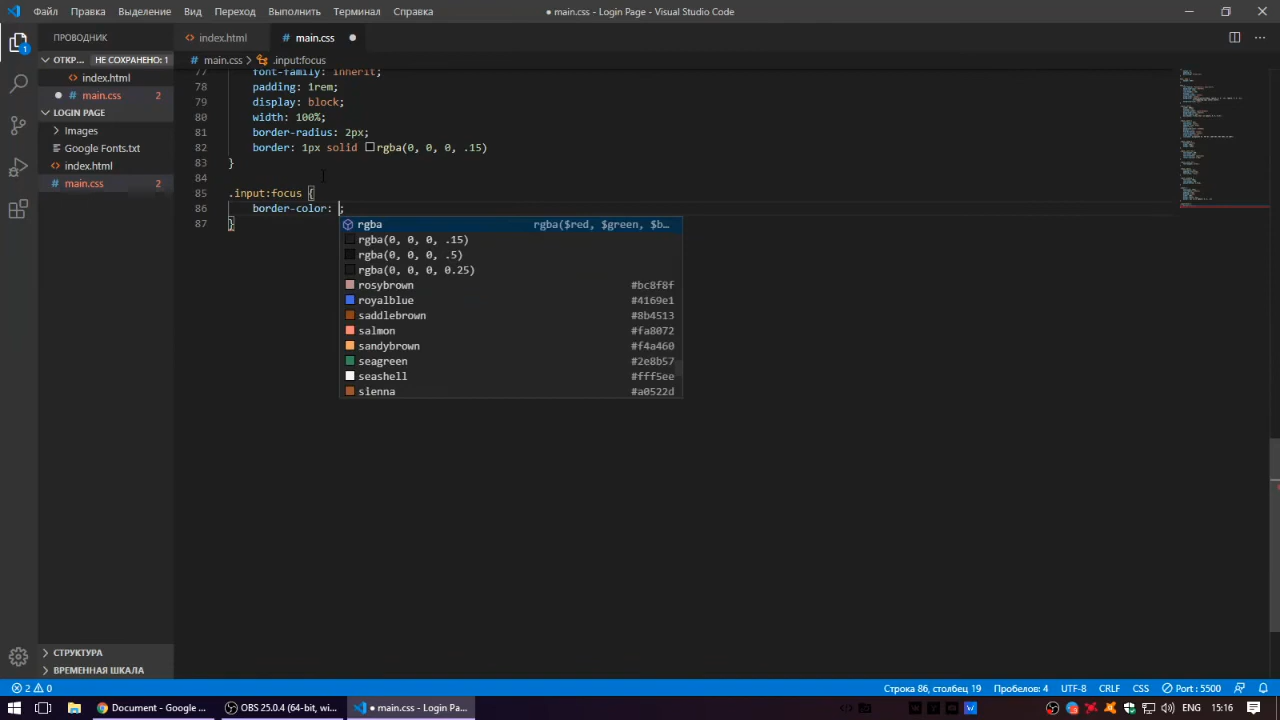 Файл Правка Выделение Вид Переход Выполнить Терминал Справка
● main.css - Login Page - Visual Studio Code
ПРОВОДНИК
ОТКР... НЕ СОХРАНЕНО: 1
index.html
main.css 2
LOGIN PAGE
Images
Google Fonts.txt
index.html
main.css 2
СТРУКТУРА
ВРЕМЕННАЯ ШКАЛА
1
index.html
main.css
main.css > .input:focus
77 font-family: inherit;
78 padding: 1rem;
79 display: block;
80 width: 100%;
81 border-radius: 2px;
82 border: 1px solid rgba(0, 0, 0, .15)
83 }
84
85 .input:focus {
86 border-color: ;
87 }
rgba rgba($red, $green, $b...
rgba(0, 0, 0, .15)
rgba(0, 0, 0, .5)
rgba(0, 0, 0, 0.25)
rosybrown #bc8f8f
royalblue #4169e1
saddlebrown #8b4513
salmon #fa8072
sandybrown #f4a460
seagreen #2e8b57
seashell #fff5ee
sienna #a0522d
2 0
Строка 86, столбец 19 Пробелов: 4 UTF-8 CRLF CSS Port : 5500
Document - Google ...
OBS 25.0.4 (64-bit, wi...
● main.css - Login Pa...
ENG 15:16